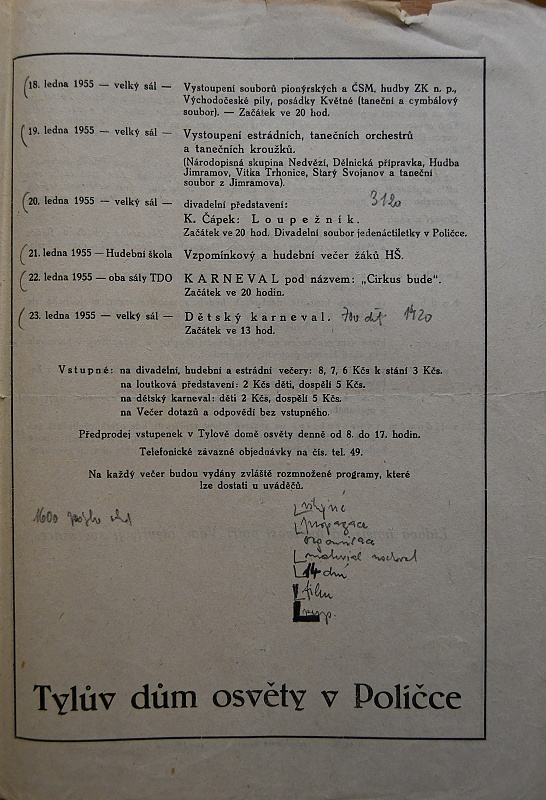 18. ledna 1955 — velký sál — Vystoupení souborů pionýrských a ČSM, hudby ZK n. p.,
Východočeské pily, posádky Květné (taneční a cymbálový
soubor). — Začátek ve 20 hod.
19. ledna 1955 — velký sál — Vystoupení estrádních, tanečních orchestrů
a tanečních kroužků.
(Národopisná skupina Nedvězí, Dělnická přípravka, Hudba
Jimramov, Vítka Trhonice, Starý Svojanov a taneční
soubor z Jimramova).
20. ledna 1955 — velký sál — divadelní představení: 3120
K. Čápek: Loupežník.
Začátek ve 20 hod. Divadelní soubor jedenáctiletky v Poličce.
21. ledna 1955 — Hudební škola Vzpomínkový a hudební večer žáků HŠ.
22. ledna 1955 — oba sály TDO KARNEVAL pod názvem: „Cirkus bude".
Začátek ve 20 hodin.
23. ledna 1955 — velký sál — Dětský karneval. 700 dětí 1420
Začátek ve 13 hod.
Vstupné: na divadelní, hudební a estrádní večery: 8, 7, 6 Kčs k stání 3 Kčs.
na loutková představení: 2 Kčs děti, dospělí 5 Kčs.
na dětský karneval: děti 2 Kčs, dospělí 5 Kčs.
na Večer dotazů a odpovědí bez vstupného.
Předprodej vstupenek v Tylově domě osvěty denně od 8. do 17. hodin.
Telefonické závazné objednávky na čís. tel. 49.
Na každý večer budou vydány zvláště rozmnožené programy, které
lze dostati u uváděčů.
1600
propagace
organisace
14 dní
film
Tylův dům osvěty v Poličce